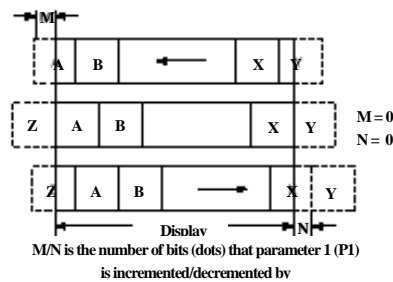 M
A B X Y
Z A B X Y
M = 0
N = 0
Z A B X Y
Display N
M/N is the number of bits (dots) that parameter 1 (P1)
is incremented/decremented by